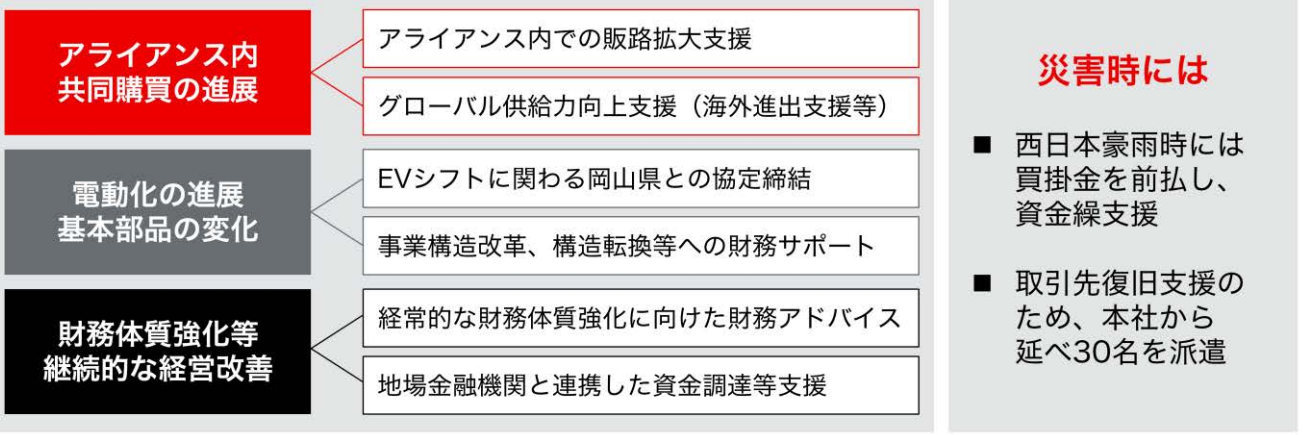 アライアンス内
共同購買の進展
アライアンス内での販路拡大支援
グローバル供給力向上支援（海外進出支援等）
電動化の進展
基本部品の変化
EVシフトに関わる岡山県との協定締結
事業構造改革、構造転換等への財務サポート
財務体質強化等
継続的な経営改善
経常的な財務体質強化に向けた財務アドバイス
地場金融機関と連携した資金調達等支援
災害時には
■ 西日本豪雨時には
買掛金を前払し、
資金繰支援
■ 取引先復旧支援の
ため、本社から
延べ30名を派遣